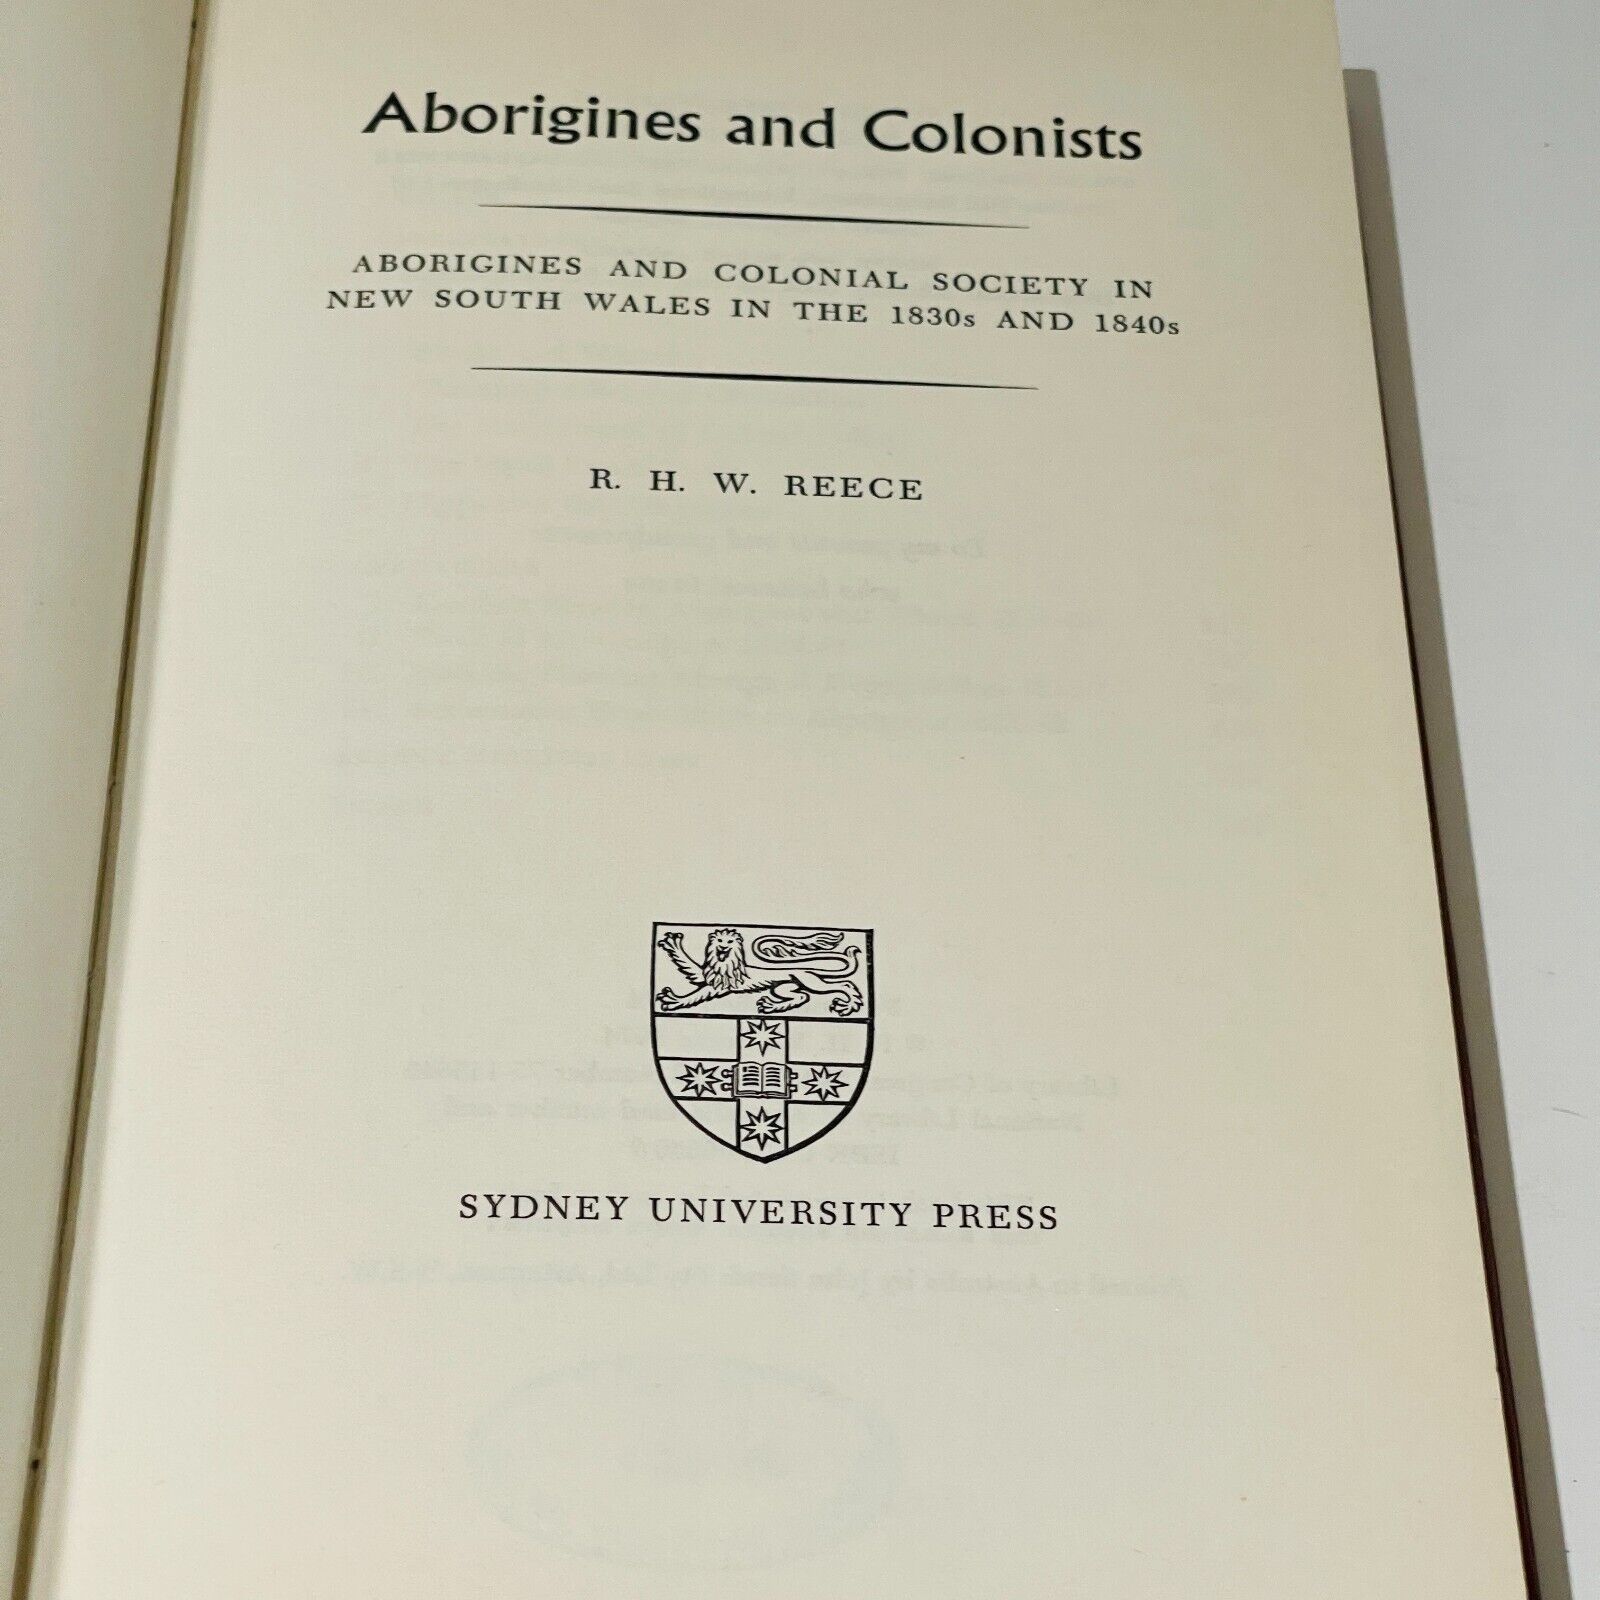 Aborigines and Colonists
ABORIGINES AND COLONIAL SOCIETY IN
NEW SOUTH WALES IN THE 1830s AND 1840s
R. H. W. REECE
SYDNEY UNIVERSITY PRESS